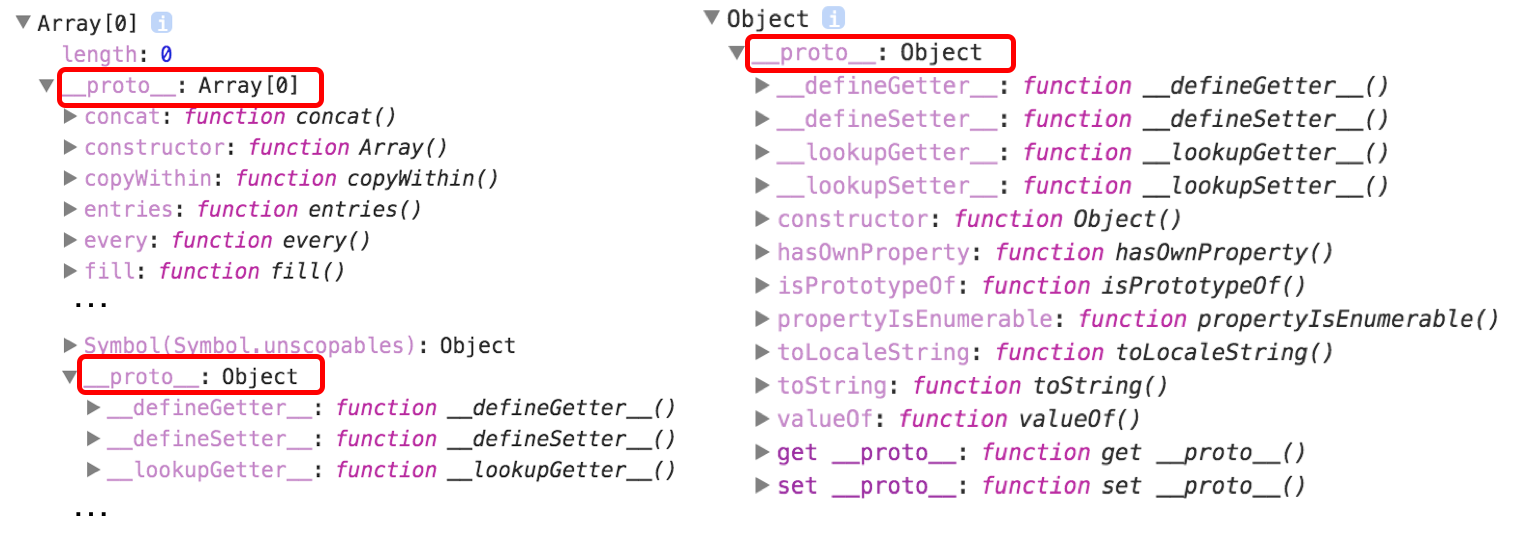 Array[0] i
length: 0
__proto__: Array[0]
concat: function concat()
constructor: function Array()
copyWithin: function copyWithin()
entries: function entries()
every: function every()
fill: function fill()
...
Symbol(Symbol.unscopables): Object
__proto__: Object
__defineGetter__: function __defineGetter__()
__defineSetter__: function __defineSetter__()
__lookupGetter__: function __lookupGetter__()
...
Object i
__proto__: Object
__defineGetter__: function __defineGetter__()
__defineSetter__: function __defineSetter__()
__lookupGetter__: function __lookupGetter__()
__lookupSetter__: function __lookupSetter__()
constructor: function Object()
hasOwnProperty: function hasOwnProperty()
isPrototypeOf: function isPrototypeOf()
propertyIsEnumerable: function propertyIsEnumerable()
toLocaleString: function toLocaleString()
toString: function toString()
valueOf: function valueOf()
get __proto__: function get __proto__()
set __proto__: function set __proto__()